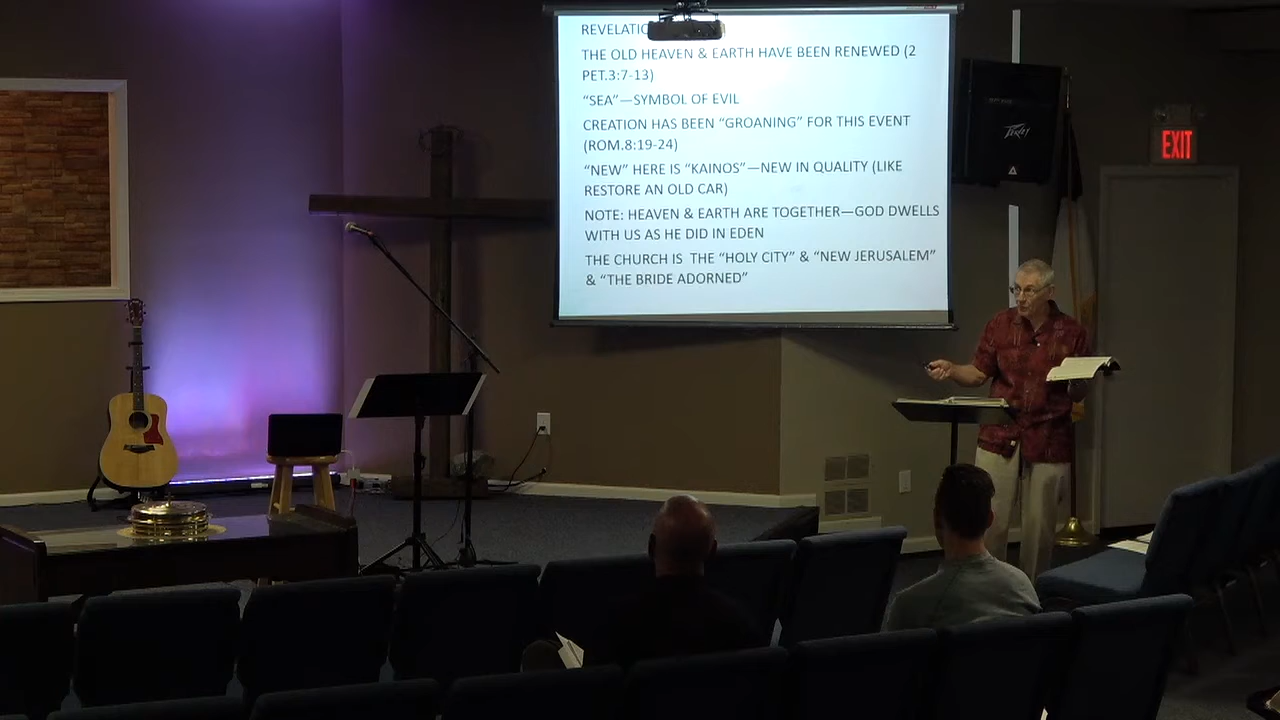 THE OLD HEAVEN & EARTH HAVE BEEN RENEWED (2
PET.3:7-13)
"SEA"—SYMBOL OF EVIL
CREATION HAS BEEN "GROANING" FOR THIS EVENT
(ROM.8:19-24)
"NEW" HERE IS "KAINOS"—NEW IN QUALITY (LIKE
RESTORE AN OLD CAR)
NOTE: HEAVEN & EARTH ARE TOGETHER—GOD DWELLS
WITH US AS HE DID IN EDEN
THE CHURCH IS  THE "HOLY CITY" & "NEW JERUSALEM"
& "THE BRIDE ADORNED"
PEAVEY
EXIT